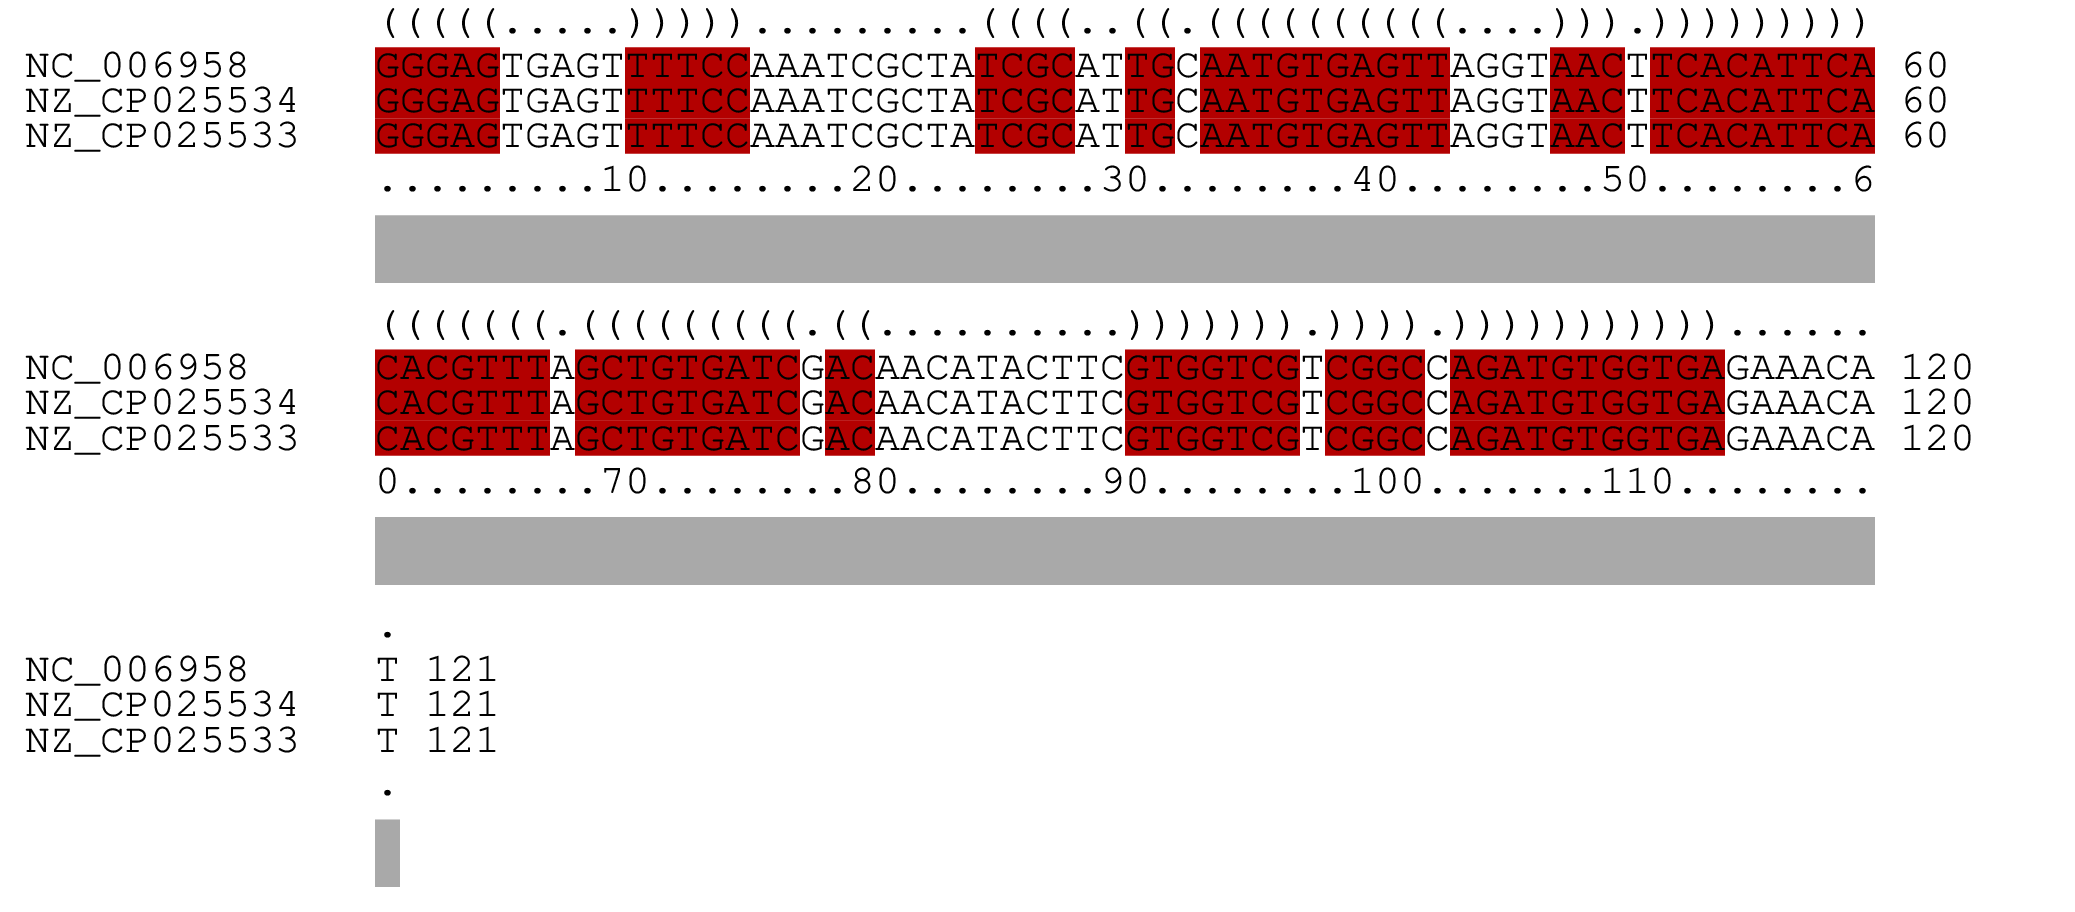 (((((.....))))).........((((..((.((((((((((....))).)))))))))
NC_006958 GGGAGTGAGTTTTCCAAATCGCTATCGCATTGCAATGTGAGTTAGGTAACTTCACATTCA 60
NZ_CP025534 GGGAGTGAGTTTTCCAAATCGCTATCGCATTGCAATGTGAGTTAGGTAACTTCACATTCA 60
NZ_CP025533 GGGAGTGAGTTTTCCAAATCGCTATCGCATTGCAATGTGAGTTAGGTAACTTCACATTCA 60
.........10........20........30........40........50........6
(((((((.(((((((((.((..........))))))).)))).))))))))))).......
NC_006958 CACGTTTAGCTGTGATCGACAACATACTTCGTGGTCGTCGGCCAGATGTGGTGAGAAACA 120
NZ_CP025534 CACGTTTAGCTGTGATCGACAACATACTTCGTGGTCGTCGGCCAGATGTGGTGAGAAACA 120
NZ_CP025533 CACGTTTAGCTGTGATCGACAACATACTTCGTGGTCGTCGGCCAGATGTGGTGAGAAACA 120
0........70........80........90........100.......110........
.
NC_006958 T 121
NZ_CP025534 T 121
NZ_CP025533 T 121
.